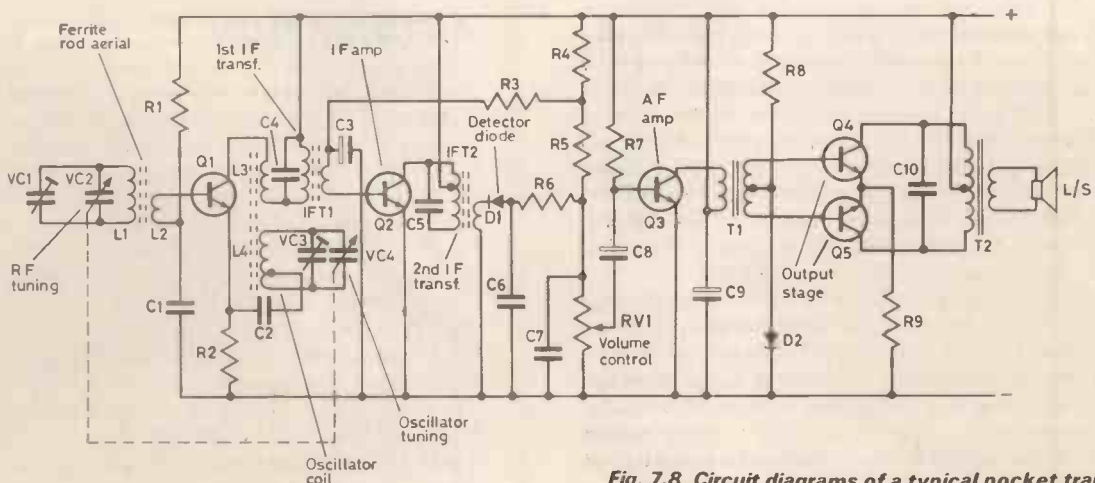 Ferrite
rod aerial
1st IF
transf.
IF amp
R4
R3
Detector
diode
R8
+
R1
C4
C3
IFT2
R5
R7
AF
amp
Q4
VC1
VC2
Q1
L3
IFT1
Q2
C5
D1
R6
Q3
T1
C10
L/S
L1
L2
L4
VC3
VC4
2nd IF
transf.
C6
C8
Q5
T2
RF
tuning
C1
C2
R2
C7
RV1
Volume
control
C9
Output
stage
D2
R9
-
Oscillator
tuning
Oscillator
coil
Fig. 7.8. Circuit diagrams of a typical pocket tra